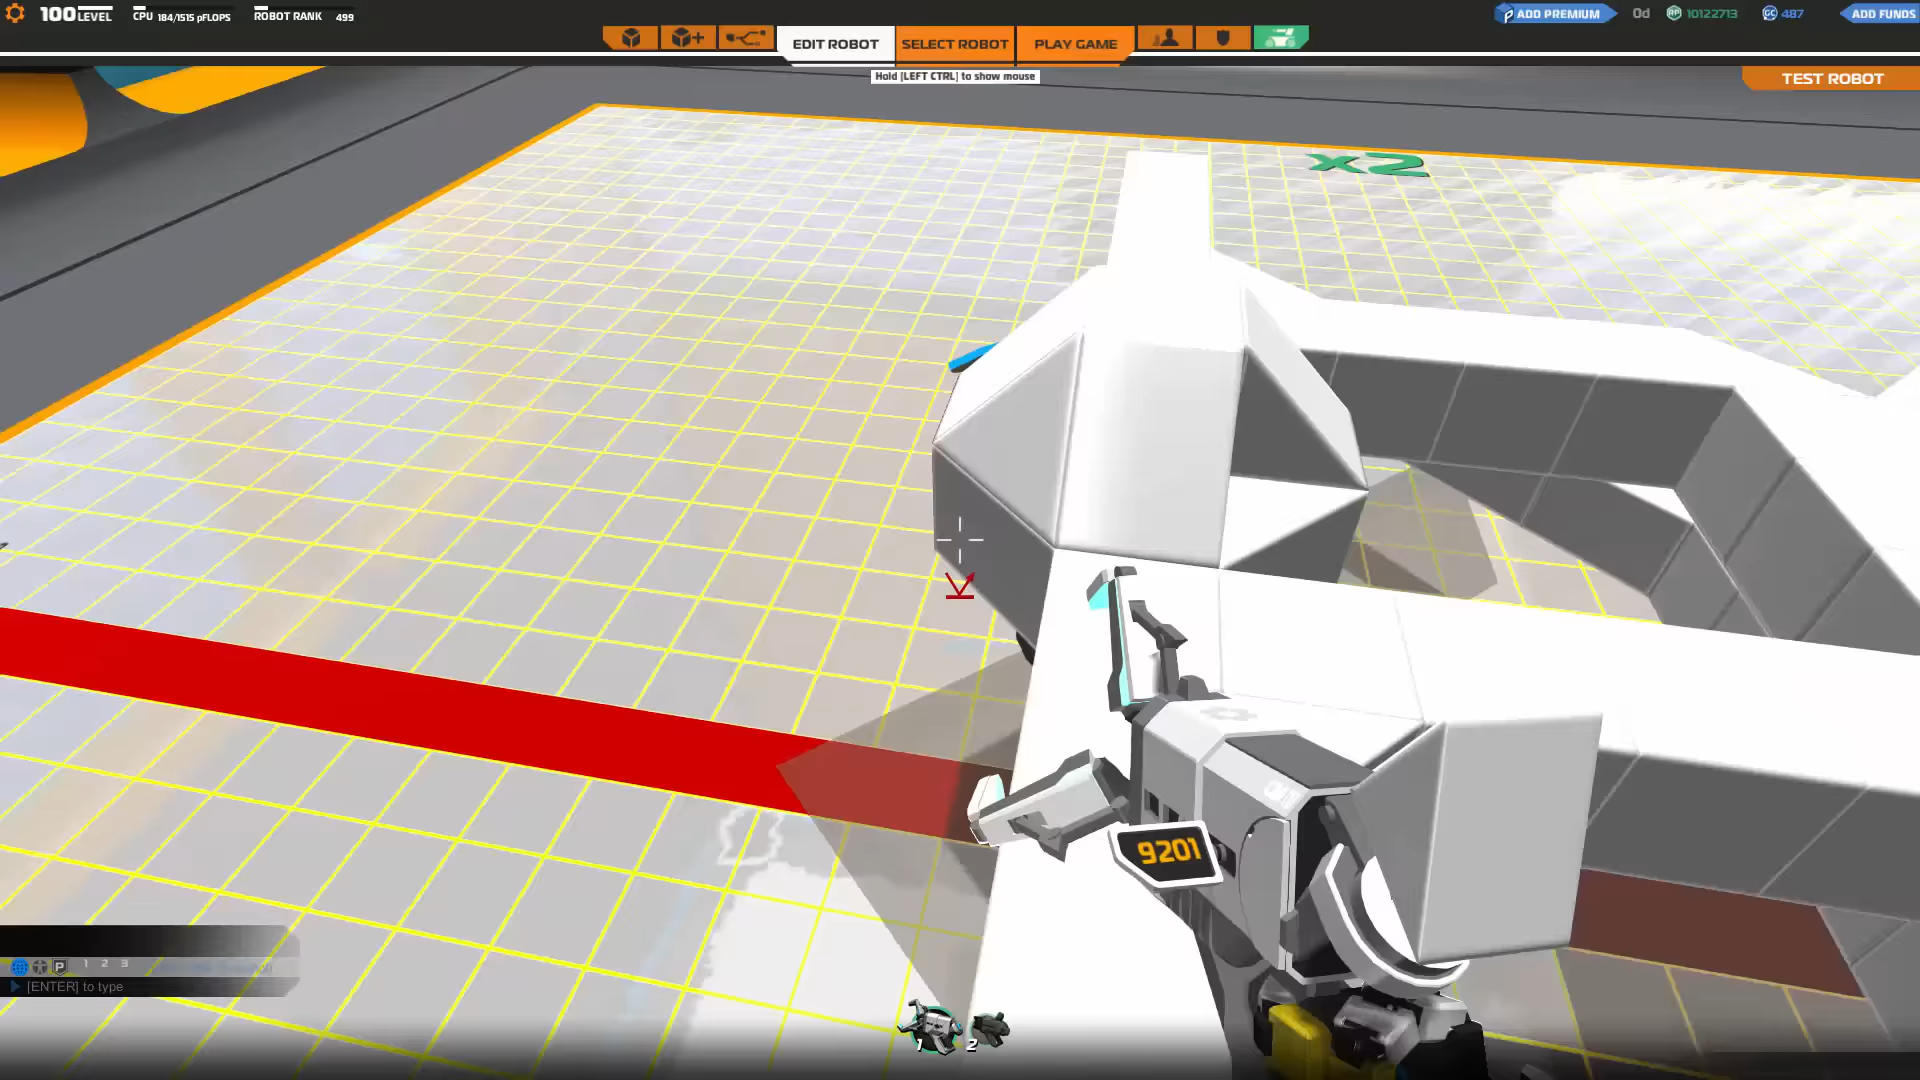 100 LEVEL
CPU 184/1515 pFLOPS
ROBOT RANK 499
ADD PREMIUM
0d
RP 10122713
GC 487
ADD FUNDS
EDIT ROBOT
SELECT ROBOT
PLAY GAME
Hold [LEFT CTRL] to show mouse
TEST ROBOT
x2
9201
P 1 2 3
[ENTER] to type
1 2